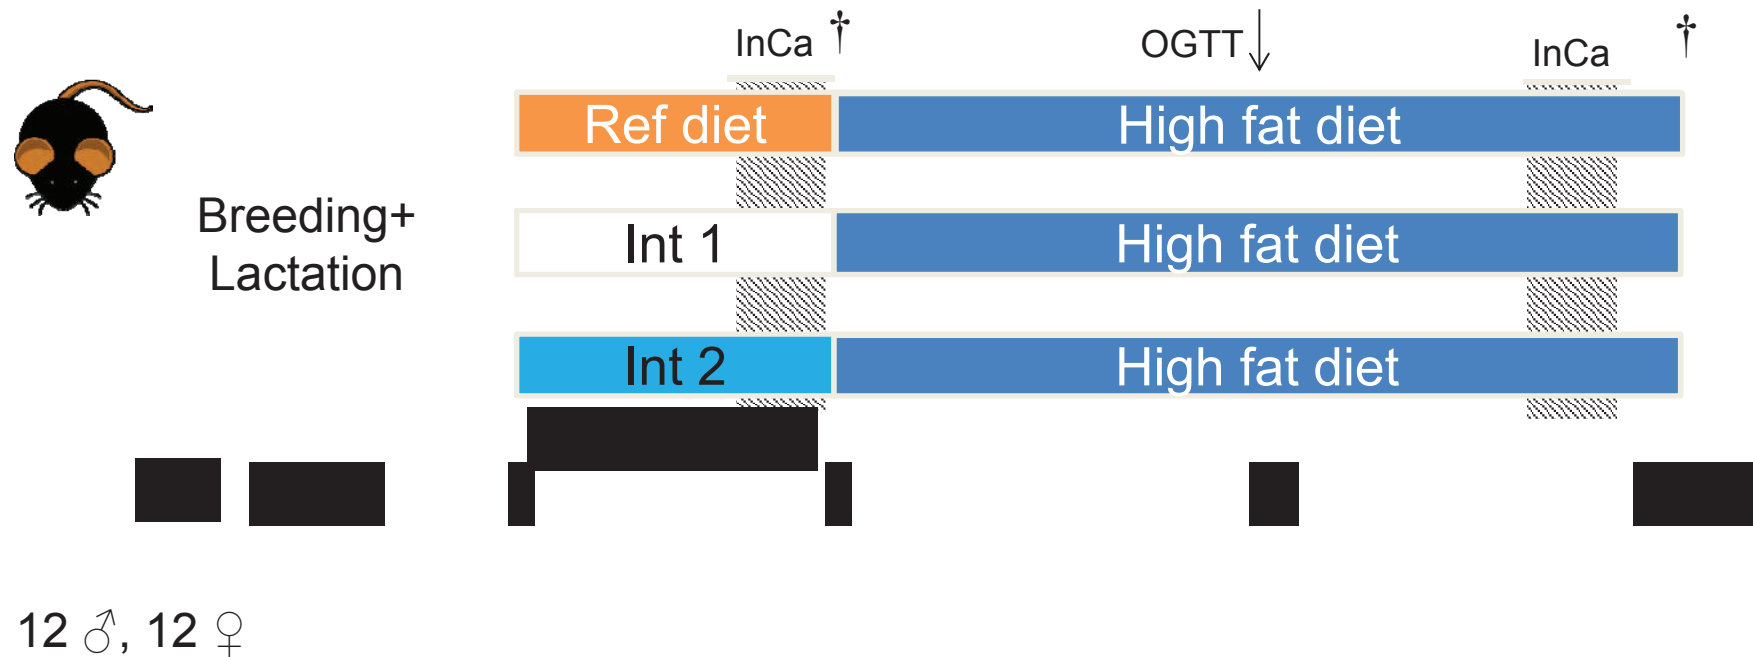 InCa †
OGTT ↓
InCa †
Ref diet
High fat diet
Breeding+
Lactation
Int 1
High fat diet
Int 2
High fat diet
12 ♂, 12 ♀